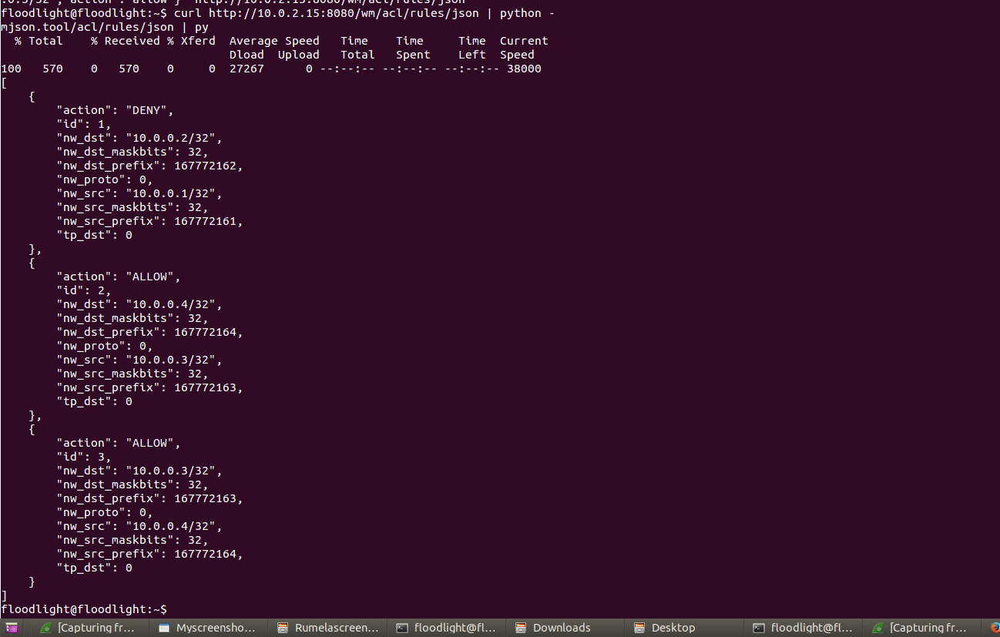 floodlight@floodlight:~$ curl http://10.0.2.15:8080/wm/acl/rules/json | python -
mjson.tool/acl/rules/json | py
  % Total    % Received % Xferd  Average Speed   Time    Time     Time  Current
                                 Dload  Upload   Total   Spent    Left  Speed
100   570    0   570    0     0  27267      0 --:--:-- --:--:-- --:--:-- 38000
[
    {
        "action": "DENY",
        "id": 1,
        "nw_dst": "10.0.0.2/32",
        "nw_dst_maskbits": 32,
        "nw_dst_prefix": 167772162,
        "nw_proto": 0,
        "nw_src": "10.0.0.1/32",
        "nw_src_maskbits": 32,
        "nw_src_prefix": 167772161,
        "tp_dst": 0
    },
    {
        "action": "ALLOW",
        "id": 2,
        "nw_dst": "10.0.0.4/32",
        "nw_dst_maskbits": 32,
        "nw_dst_prefix": 167772164,
        "nw_proto": 0,
        "nw_src": "10.0.0.3/32",
        "nw_src_maskbits": 32,
        "nw_src_prefix": 167772163,
        "tp_dst": 0
    },
    {
        "action": "ALLOW",
        "id": 3,
        "nw_dst": "10.0.0.3/32",
        "nw_dst_maskbits": 32,
        "nw_dst_prefix": 167772163,
        "nw_proto": 0,
        "nw_src": "10.0.0.4/32",
        "nw_src_maskbits": 32,
        "nw_src_prefix": 167772164,
        "tp_dst": 0
    }
]
floodlight@floodlight:~$
[Capturing fr... Myscreensho... Rumelascreen... floodlight@fl... Downloads Desktop floodlight@fl... [Capturing fr...